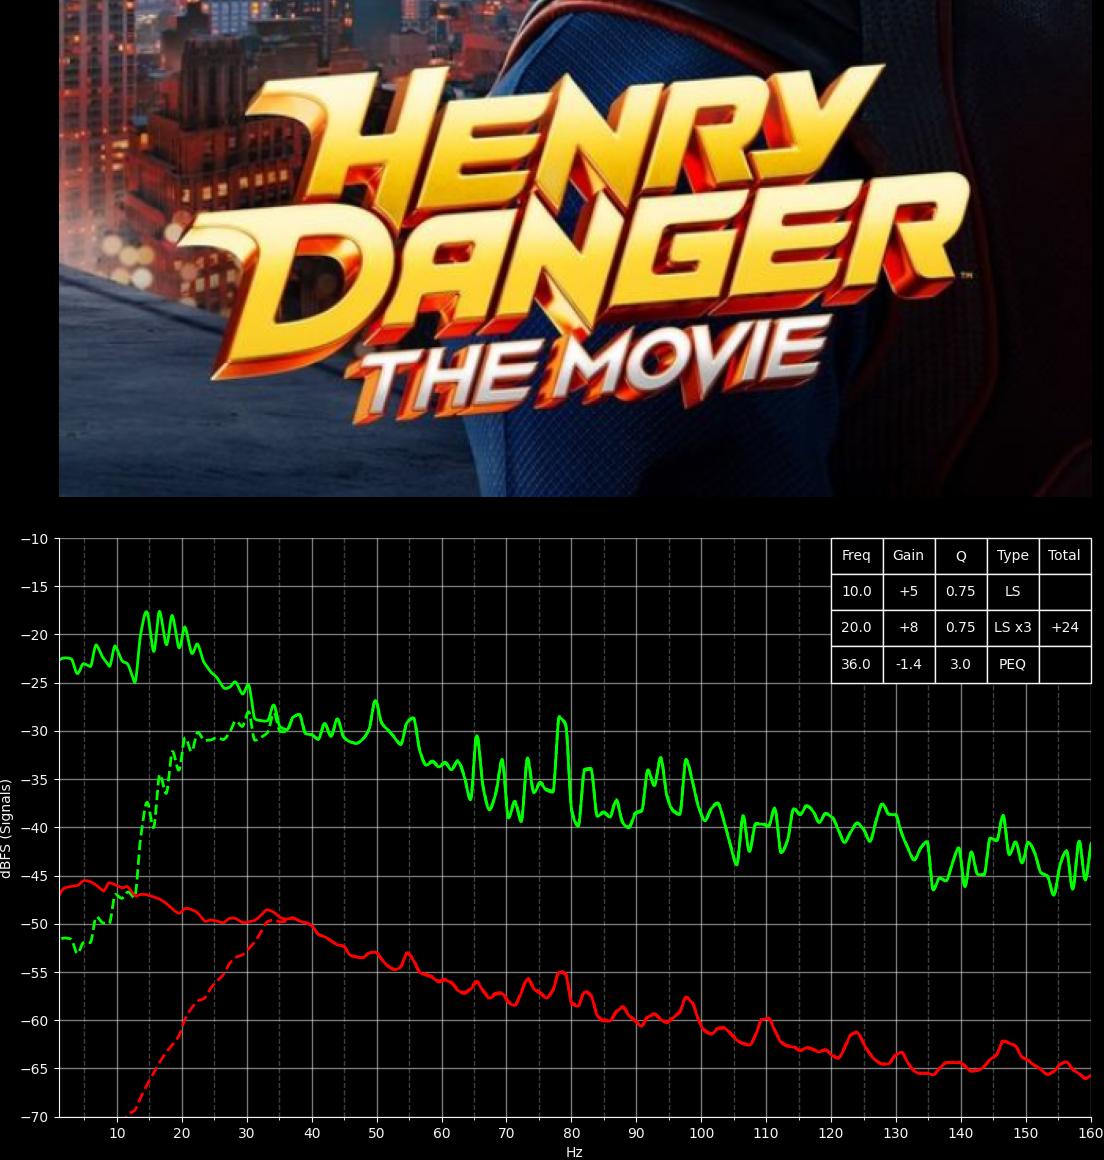 HENRY
DANGER
™
THE MOVIE
Freq Gain Q Type Total
10.0 +5 0.75 LS
20.0 +8 0.75 LS x3 +24
36.0 -1.4 3.0 PEQ
−10
−15
−20
−25
−30
−35
−40
−45
−50
−55
−60
−65
−70
dBFS (Signals)
10 20 30 40 50 60 70 80 90 100 110 120 130 140 150 160
Hz